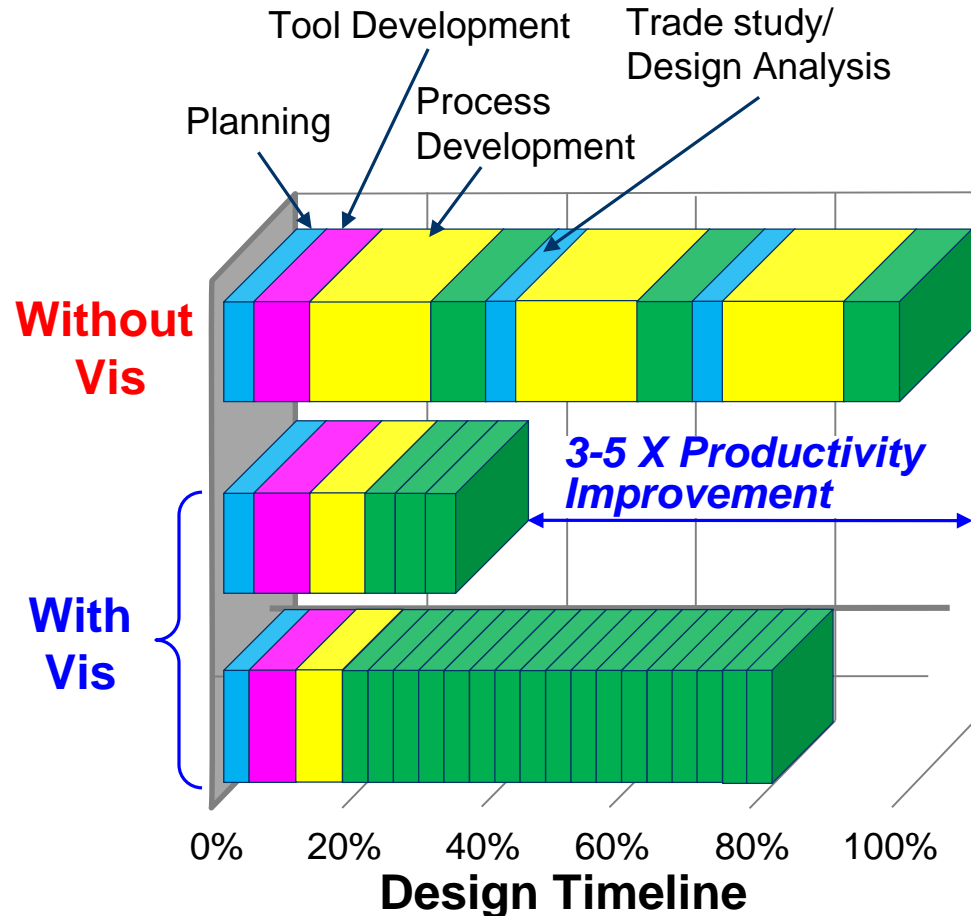 Tool Development
Trade study/
Design Analysis
Planning
Process
Development
Without
Vis
3-5 X Productivity
Improvement
With
Vis
0% 20% 40% 60% 80% 100%
Design Timeline